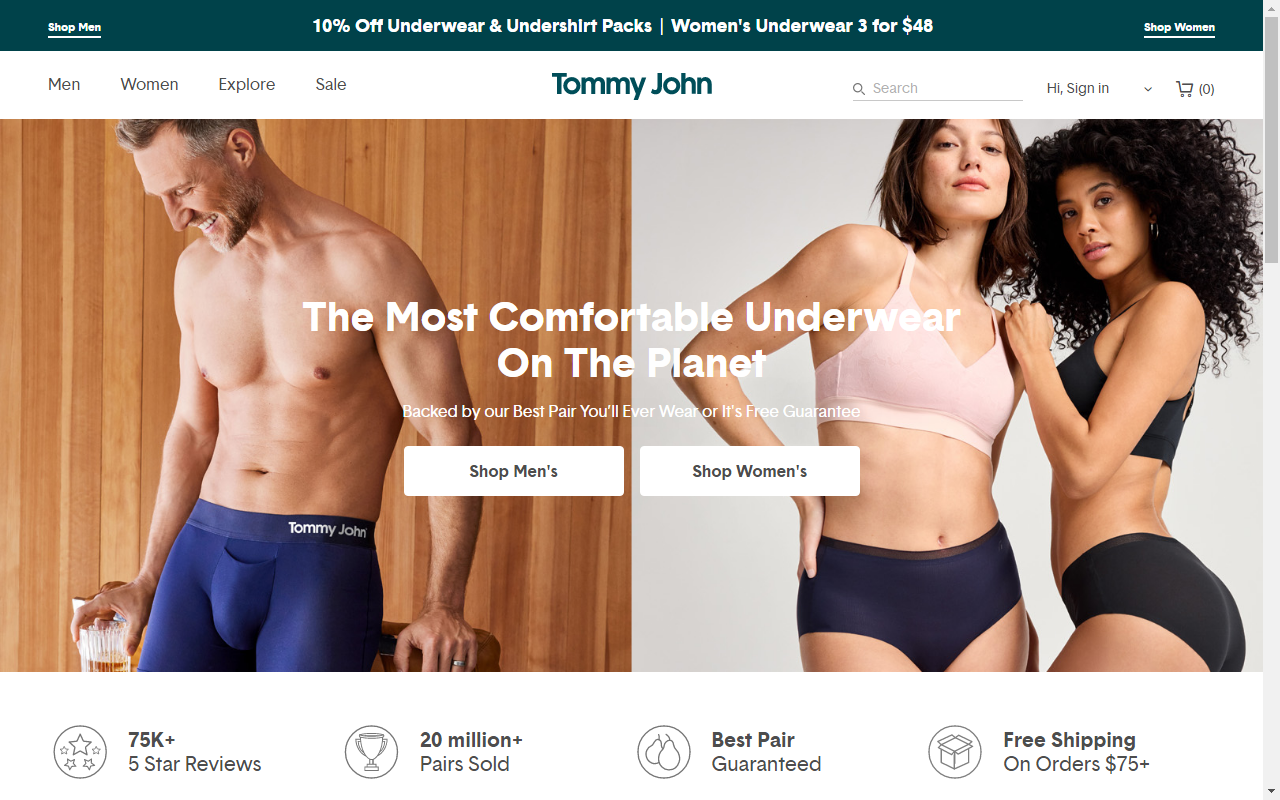 Shop Men
10% Off Underwear & Undershirt Packs | Women's Underwear 3 for $48
Shop Women
Men
Women
Explore
Sale
Tommy John
Search
Hi, Sign in
(0)
The Most Comfortable Underwear
On The Planet
Backed by our Best Pair You'll Ever Wear or It's Free Guarantee
Shop Men's
Shop Women's
Tommy John
75K+
5 Star Reviews
20 million+
Pairs Sold
Best Pair
Guaranteed
Free Shipping
On Orders $75+